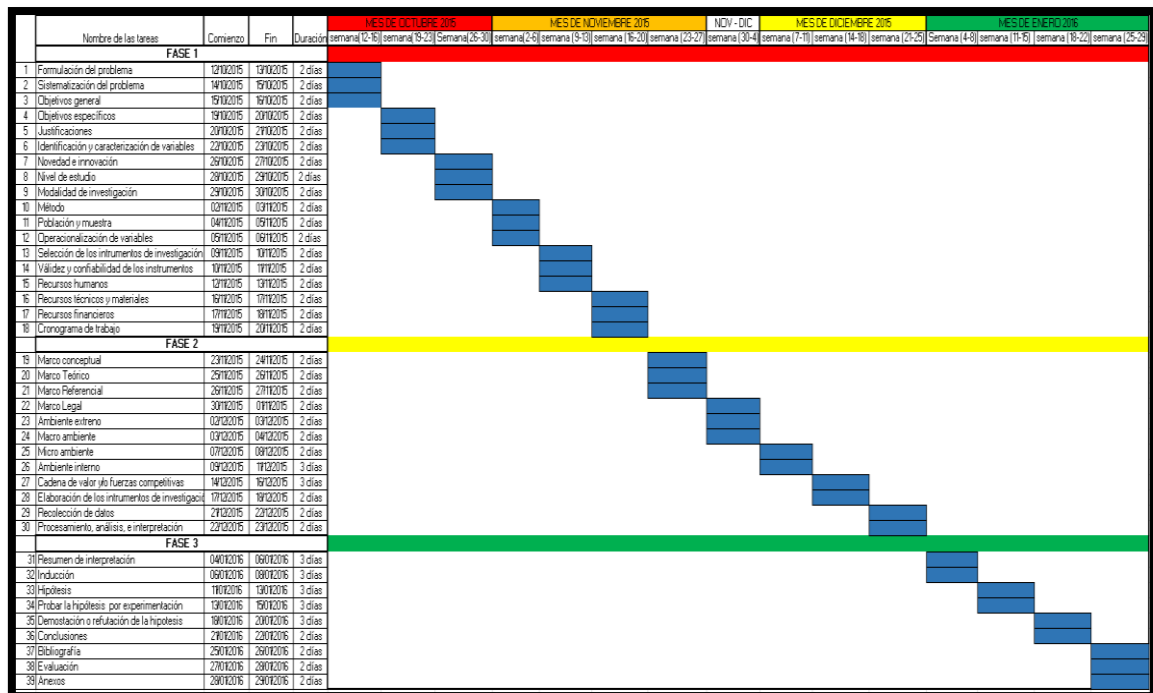 MES DE OCTUBRE 2015 MES DE NOVIEMBRE 2015 NOV - DIC MES DE DICIEMBRE 2015 MES DE ENERO 2016
Nombre de las tareas Comienzo Fin Duración semana(12-16) semana(19-23) Semana(26-30) semana(2-6) semana (9-13) semana (16-20) semana (23-27) semana (30-4) semana (7-11) semana (14-18) semana (21-25) Semana (4-8) semana (11-15) semana (18-22) semana (25-29)
FASE 1
1 Formulación del problema 12/10/2015 13/10/2015 2 días
2 Sistematización del problema 14/10/2015 15/10/2015 2 días
3 Objetivos general 15/10/2015 16/10/2015 2 días
4 Objetivos específicos 19/10/2015 20/10/2015 2 días
5 Justificaciones 20/10/2015 21/10/2015 2 días
6 Identificación y caracterización de variables 22/10/2015 23/10/2015 2 días
7 Novedad e innovación 26/10/2015 27/10/2015 2 días
8 Nivel de estudio 28/10/2015 29/10/2015 2 días
9 Modalidad de investigación 29/10/2015 30/10/2015 2 días
10 Método 02/11/2015 03/11/2015 2 días
11 Población y muestra 04/11/2015 05/11/2015 2 días
12 Operacionalización de variables 05/11/2015 06/11/2015 2 días
13 Selección de los intrumentos de investigación 09/11/2015 10/11/2015 2 días
14 Válidez y confiabilidad de los instrumentos 10/11/2015 11/11/2015 2 días
15 Recursos humanos 12/11/2015 13/11/2015 2 días
16 Recursos técnicos y materiales 16/11/2015 17/11/2015 2 días
17 Recursos financieros 17/11/2015 18/11/2015 2 días
18 Cronograma de trabajo 19/11/2015 20/11/2015 2 días
FASE 2
19 Marco conceptual 23/11/2015 24/11/2015 2 días
20 Marco Teórico 25/11/2015 26/11/2015 2 días
21 Marco Referencial 26/11/2015 27/11/2015 2 días
22 Marco Legal 30/11/2015 01/11/2015 2 días
23 Ambiente extreno 02/12/2015 03/12/2015 2 días
24 Macro ambiente 03/12/2015 04/12/2015 2 días
25 Micro ambiente 07/12/2015 08/12/2015 2 días
26 Ambiente interno 09/12/2015 11/12/2015 3 días
27 Cadena de valor y/o fuerzas competitivas 14/12/2015 16/12/2015 3 días
28 Elaboración de los intrumentos de investigació 17/12/2015 18/12/2015 2 días
29 Recolección de datos 21/12/2015 22/12/2015 2 días
30 Procesamiento, análisis, e interpretación 22/12/2015 23/12/2015 2 días
FASE 3
31 Resumen de interpretación 04/01/2016 06/01/2016 3 días
32 Inducción 06/01/2016 08/01/2016 3 días
33 Hipótesis 11/01/2016 13/01/2016 3 días
34 Probar la hipótesis por experimentación 13/01/2016 15/01/2016 3 días
35 Demostación o refutación de la hipotesis 18/01/2016 20/01/2016 3 días
36 Conclusiones 21/01/2016 22/01/2016 2 días
37 Bibliografía 25/01/2016 26/01/2016 2 días
38 Evaluación 27/01/2016 28/01/2016 2 días
39 Anexos 28/01/2016 29/01/2016 2 días